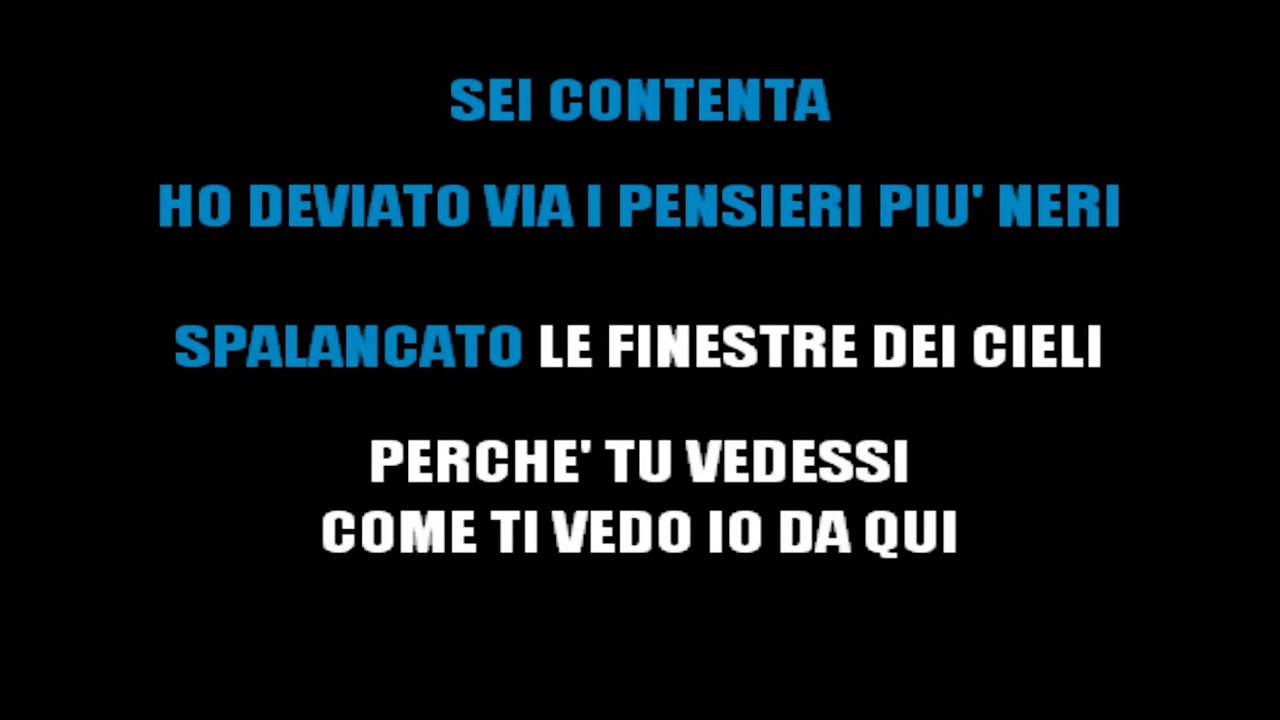 SEI CONTENTA
HO DEVIATO VIA I PENSIERI PIU' NERI
SPALANCATO LE FINESTRE DEI CIELI
PERCHE' TU VEDESSI
COME TI VEDO IO DA QUI